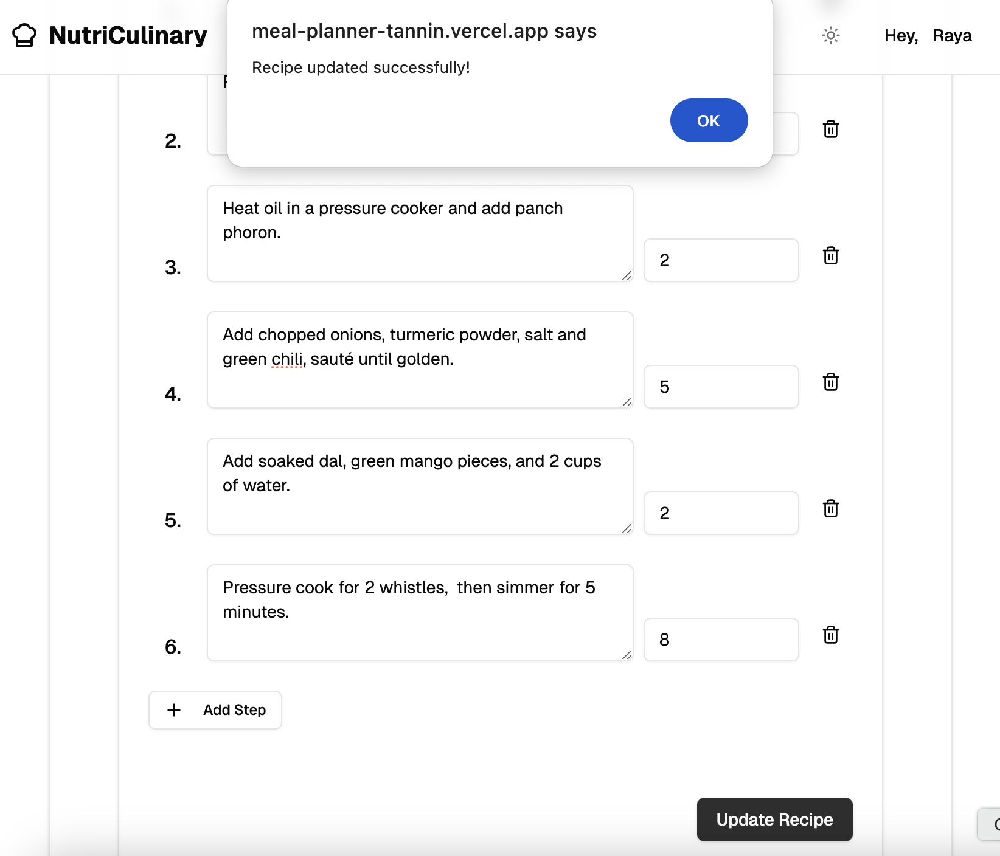 NutriCulinary
meal-planner-tannin.vercel.app says
Hey, Raya
Recipe updated successfully!
OK
2.
Heat oil in a pressure cooker and add panch
phoron.
3.
2
Add chopped onions, turmeric powder, salt and
green chili, sauté until golden.
4.
5
Add soaked dal, green mango pieces, and 2 cups
of water.
5.
2
Pressure cook for 2 whistles,  then simmer for 5
minutes.
6.
8
Add Step
Update Recipe